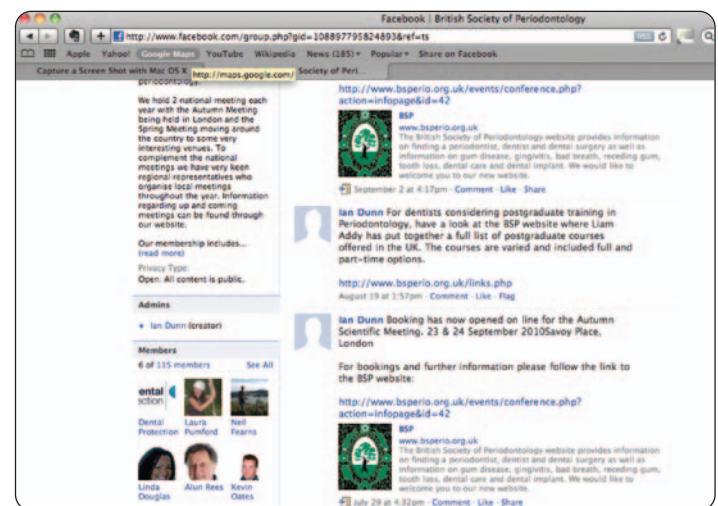 Facebook | British Society of Periodontology
http://www.facebook.com/group.php?gid=108897795824893&ref=ts
RSS
Apple Yahoo! Google Maps YouTube Wikipedia News (185) Popular Share on Facebook
Capture a Screen Shot with Mac OS X
http://maps.google.com/
Society of Peri...
periodontology.
We hold 2 national meeting each
year with the Autumn Meeting
being held in London and the
Spring Meeting moving around
the country to some very
interesting venues. To
complement the national
meetings we have very keen
regional representatives who
organise local meetings
throughout the year. Information
regarding up and coming
meetings can be found through
our website.
Our membership includes...
(read more)
Privacy Type:
Open: All content is public.
Admins
Ian Dunn (creator)
Members
6 of 115 members See All
ental
ction
Dental
Protection
Laura
Pumford
Neil
Fearns
Linda
Douglas
Alun Rees
Kevin
Oates
http://www.bsperio.org.uk/events/conference.php?
action=infopage&id=42
BSP
www.bsperio.org.uk
The British Society of Periodontology website provides information
on finding a periodontist, dentist and dental surgery as well as
information on gum disease, gingivitis, bad breath, receding gum,
tooth loss, dental care and dental implant. We would like to
welcome you to our new website.
September 2 at 4:17pm · Comment · Like · Share
Ian Dunn For dentists considering postgraduate training in
Periodontology, have a look at the BSP website where Liam
Addy has put together a full list of postgraduate courses
offered in the UK. The courses are varied and included full and
part-time options.
http://www.bsperio.org.uk/links.php
August 19 at 1:57pm · Comment · Like · Flag
Ian Dunn Booking has now opened on line for the Autumn
Scientific Meeting. 23 & 24 September 2010Savoy Place,
London
For bookings and further information please follow the link to
the BSP website:
http://www.bsperio.org.uk/events/conference.php?
action=infopage&id=42
BSP
www.bsperio.org.uk
The British Society of Periodontology website provides information
on finding a periodontist, dentist and dental surgery as well as
information on gum disease, gingivitis, bad breath, receding gum,
tooth loss, dental care and dental implant. We would like to
welcome you to our new website.
July 29 at 4:32pm · Comment · Like · Share